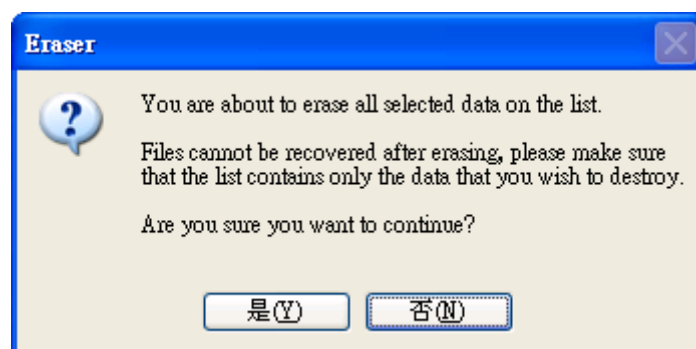 Eraser
You are about to erase all selected data on the list.
Files cannot be recovered after erasing, please make sure
that the list contains only the data that you wish to destroy.
Are you sure you want to continue?
是(Y) 否(N)